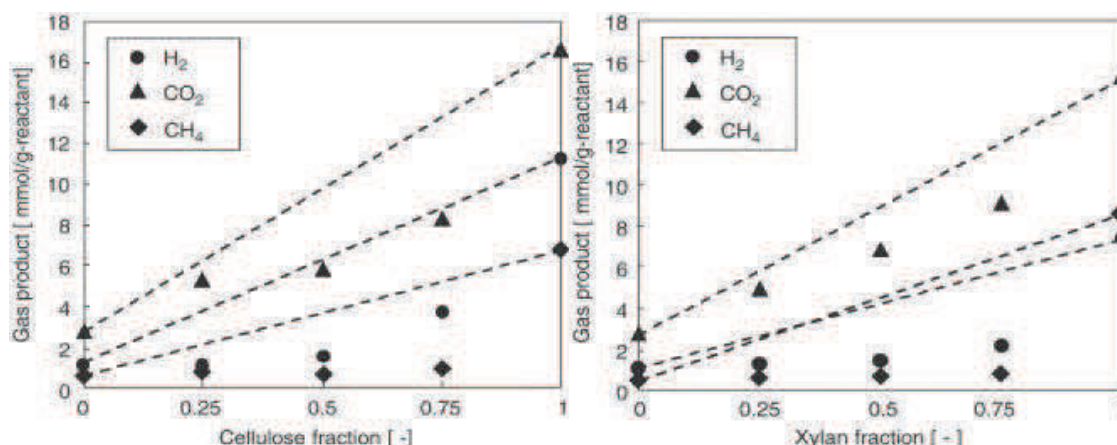 18
16
14
12
10
8
6
4
2
0
Gas product [ mmol/g-reactant]
H2
CO2
CH4
0
0.25
0.5
0.75
1
Cellulose fraction [ -]
18
16
14
12
10
8
6
4
2
0
Gas product [ mmol/g-reactant]
H2
CO2
CH4
0
0.25
0.5
0.75
Xylan fraction [ -]